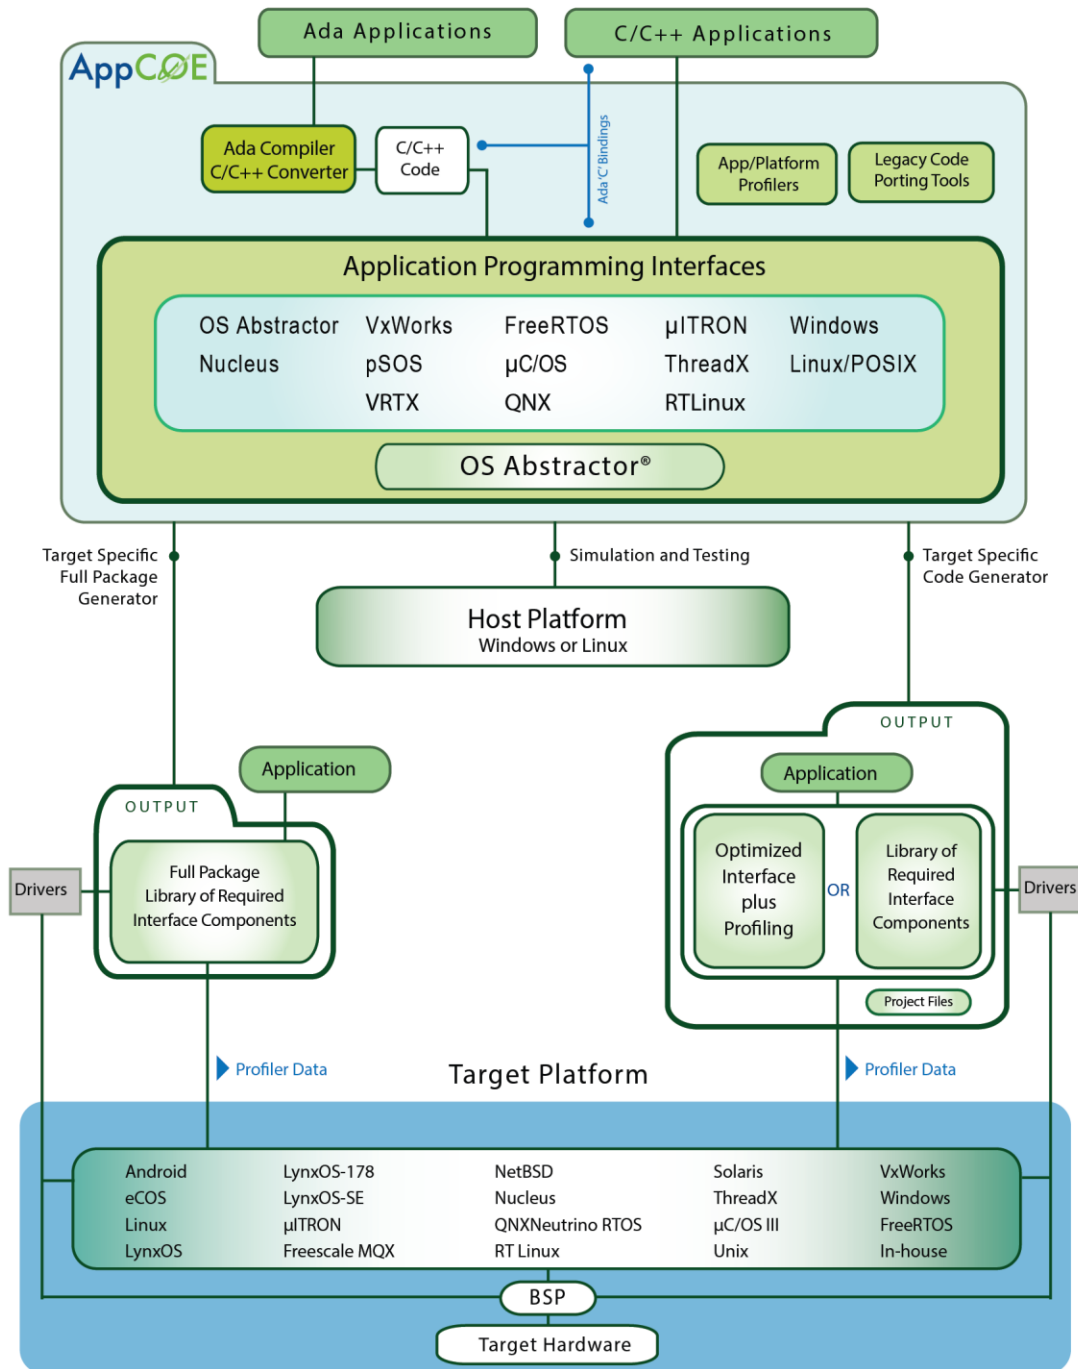 Ada Applications
C/C++ Applications
AppCOE
Ada Compiler
C/C++ Converter
C/C++
Code
Ada 'C' Bindings
App/Platform
Profilers
Legacy Code
Porting Tools
Application Programming Interfaces
OS Abstractor VxWorks FreeRTOS µITRON Windows
Nucleus pSOS µC/OS ThreadX Linux/POSIX
VRTX QNX RTLinux
OS Abstractor®
Target Specific
Full Package
Generator
Simulation and Testing
Target Specific
Code Generator
Host Platform
Windows or Linux
OUTPUT
Application
Full Package
Library of Required
Interface Components
Drivers
OUTPUT
Application
Optimized
Interface
plus
Profiling
OR
Library of
Required
Interface
Components
Drivers
Project Files
Profiler Data
Target Platform
Profiler Data
Android LynxOS-178 NetBSD Solaris VxWorks
eCOS LynxOS-SE Nucleus ThreadX Windows
Linux µITRON QNXNeutrino RTOS µC/OS III FreeRTOS
LynxOS Freescale MQX RT Linux Unix In-house
BSP
Target Hardware